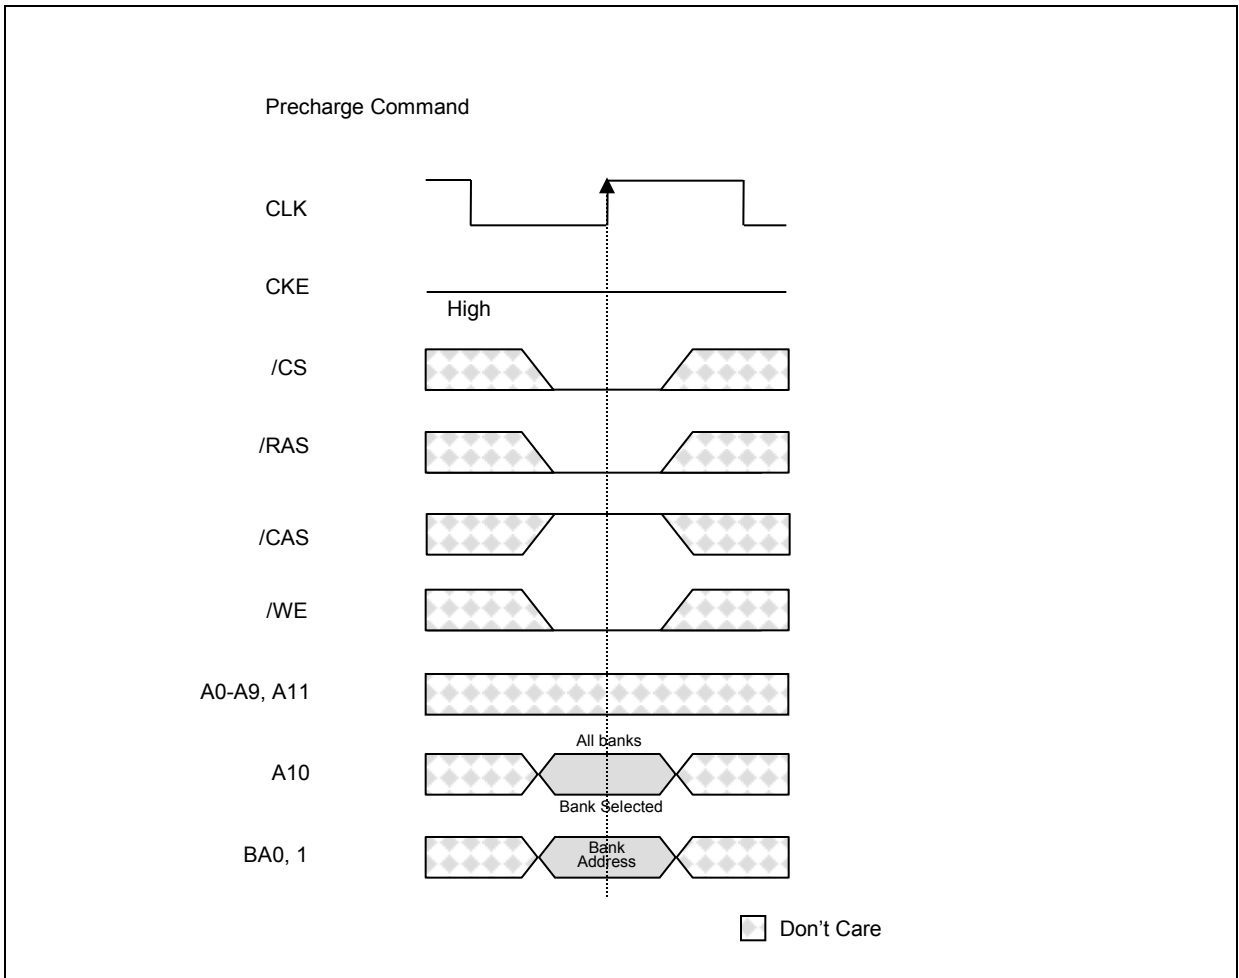 Precharge Command
CLK
CKE
High
/CS
/RAS
/CAS
/WE
A0-A9, A11
All banks
A10
Bank Selected
BA0, 1
Bank
Address
Don't Care